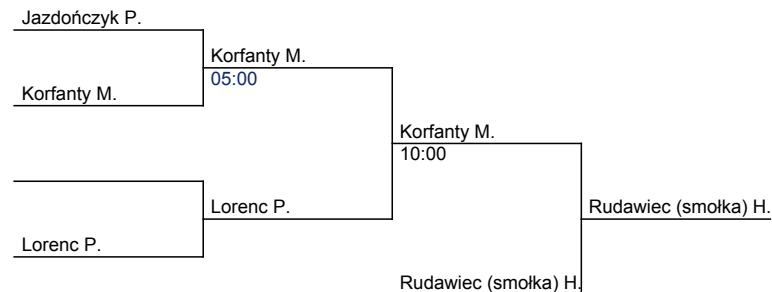 Jazdończyk P.
Korfanty M.
05:00
Korfanty M.
Korfanty M.
10:00
Lorenc P.
Rudawiec (smołka) H.
Lorenc P.
Rudawiec (smołka) H.